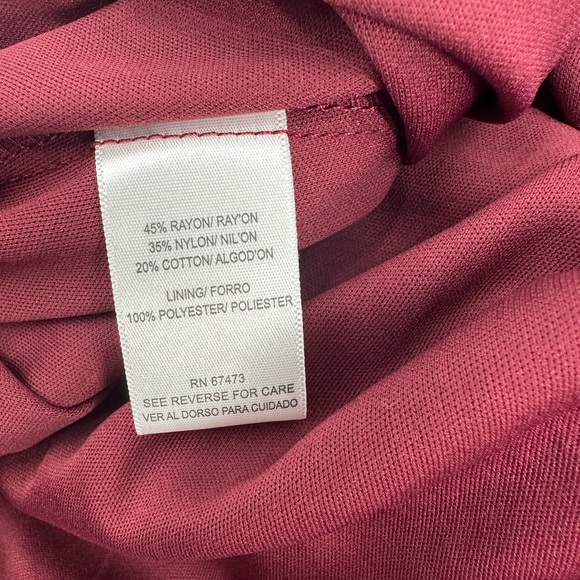 45% RAYON/ RAY'ON
35% NYLON/ NIL'ON
20% COTTON/ ALGOD'ON
LINING/ FORRO
100% POLYESTER/ POLIESTER
RN 67473
SEE REVERSE FOR CARE
VER AL DORSO PARA CUIDADO